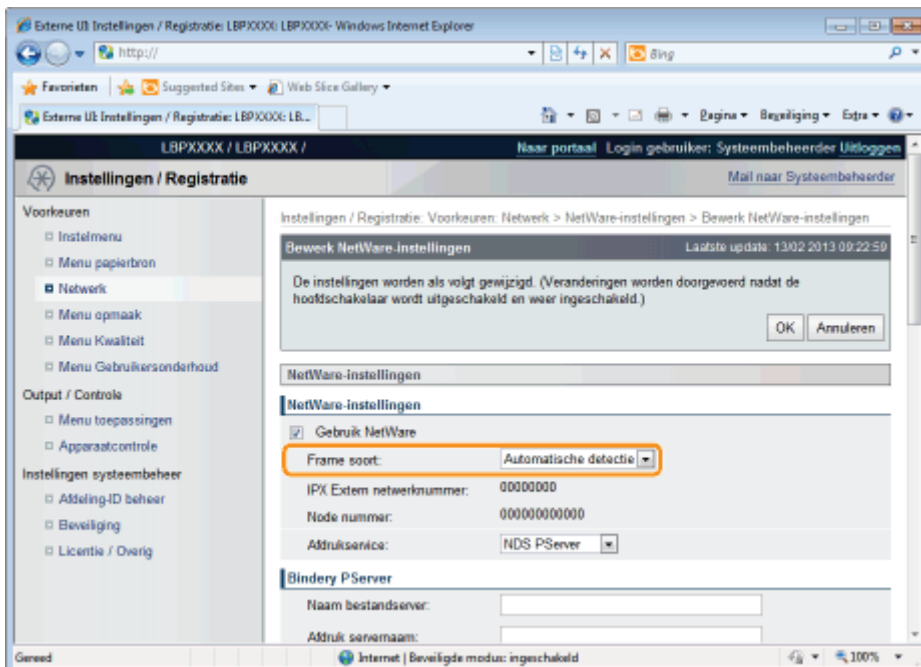 Externe UI: Instellingen / Registratie: LBPXXXX: LBPXXXX- Windows Internet Explorer
http://
Bing
Favorieten Suggested Sites Web Slice Gallery
Externe UI: Instellingen / Registratie: LBPXXXX: LB...
Pagina Beveiliging Extra
LBPXXXX / LBPXXXX /
Naar portaal Login gebruiker: Systeembeheerder Uitloggen
Instellingen / Registratie
Mail naar Systeembeheerder
Voorkeuren
Instelmenu
Menu papierbron
Netwerk
Menu opmaak
Menu Kwaliteit
Menu Gebruikersonderhoud
Output / Controle
Menu toepassingen
Apparaatcontrole
Instellingen systeembeheer
Afdeling-ID beheer
Beveiliging
Licentie / Overig
Instellingen / Registratie: Voorkeuren: Netwerk > NetWare-instellingen > Bewerk NetWare-instellingen
Bewerk NetWare-instellingen
Laatste update: 13/02 2013 09:22:59
De instellingen worden als volgt gewijzigd. (Veranderingen worden doorgevoerd nadat de
hoofdschakelaar wordt uitgeschakeld en weer ingeschakeld.)
OK Annuleren
NetWare-instellingen
NetWare-instellingen
Gebruik NetWare
Frame soort: Automatische detectie
IPX Extern netwerknummer: 00000000
Node nummer: 000000000000
Afdrukservice: NDS PServer
Bindery PServer
Naam bestandserver:
Afdruk servernaam:
Gereed
Internet | Beveiligde modus: ingeschakeld
100%